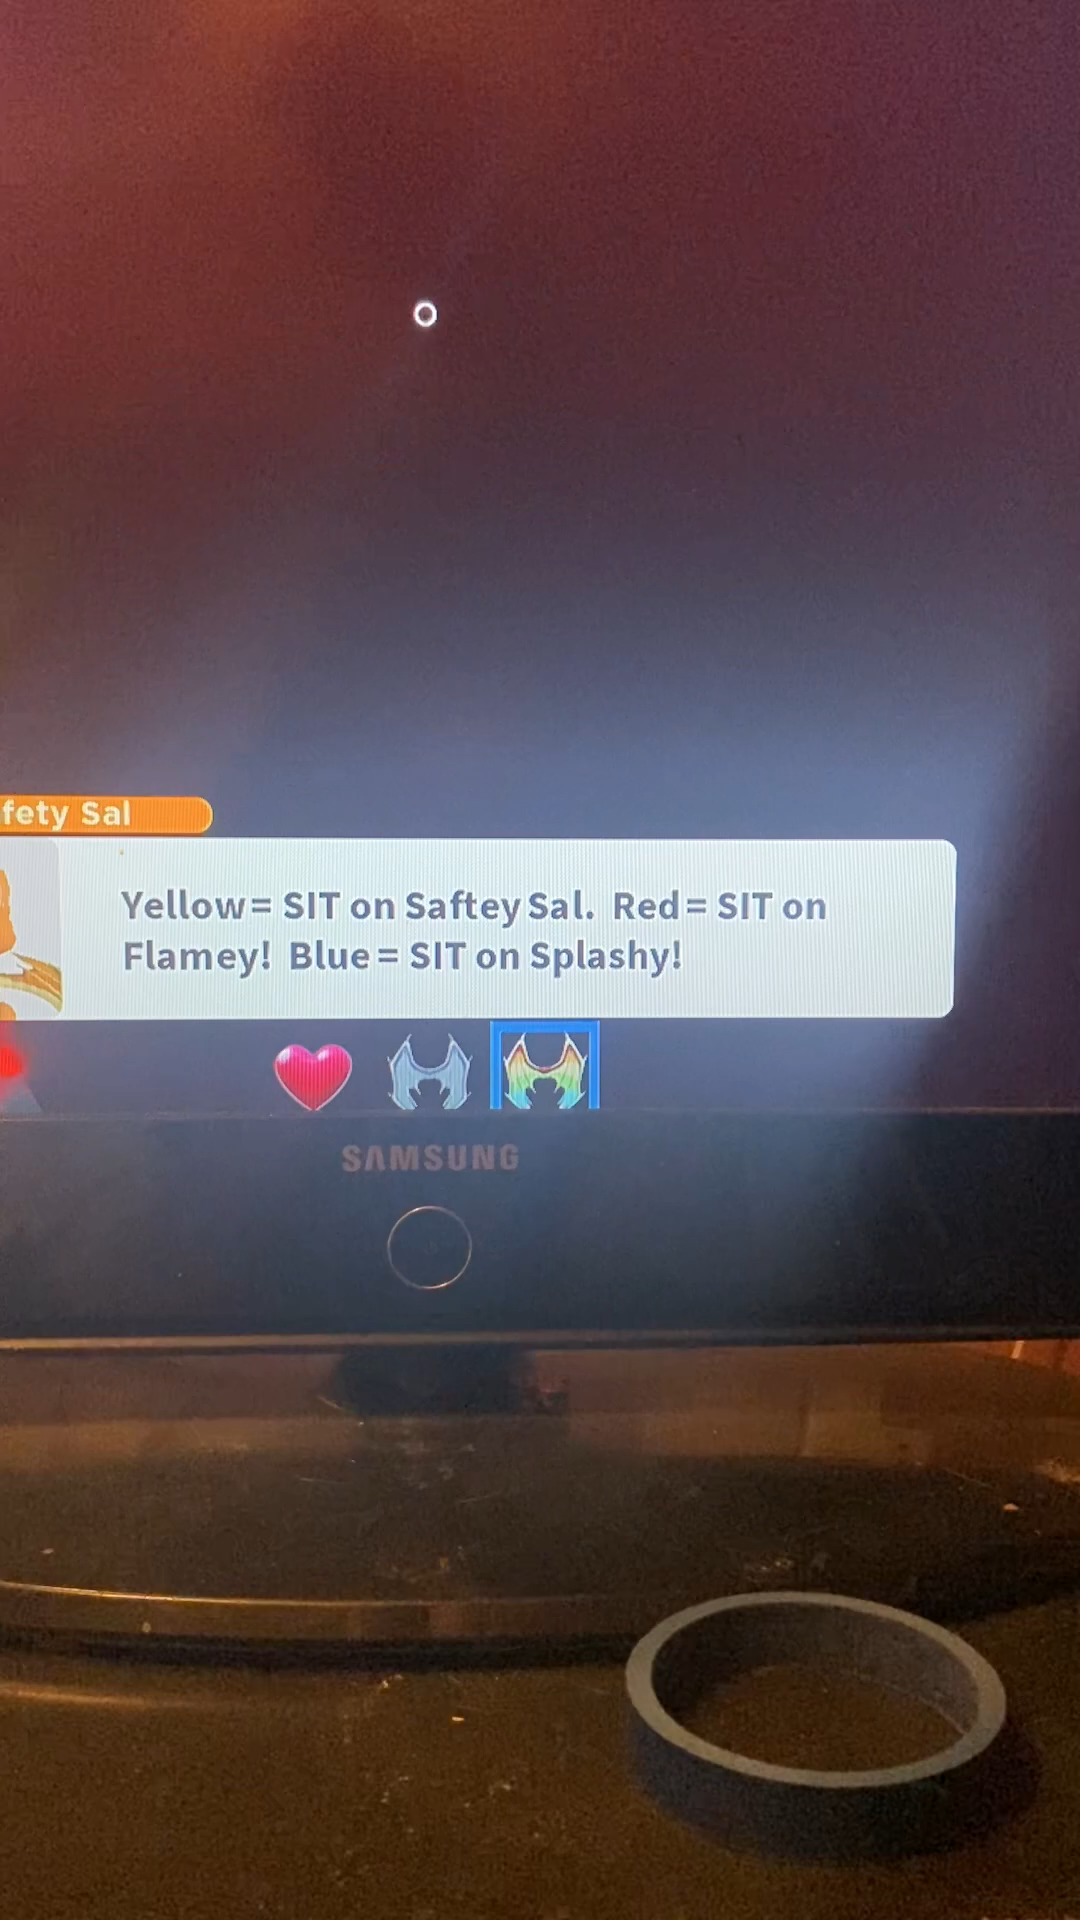 fety Sal
Yellow= SIT on Saftey Sal. Red= SIT on
Flamey! Blue= SIT on Splashy!
SAMSUNG